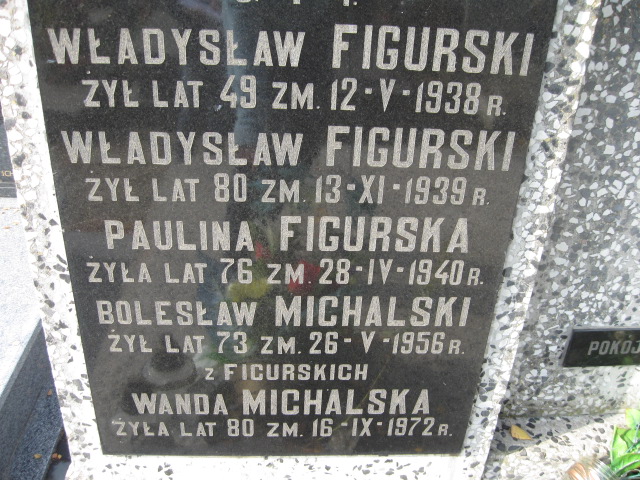 WŁADYSŁAW FIGURSKI
ŻYŁ LAT 49 ZM. 12-V-1938 R.
WŁADYSŁAW FIGURSKI
ŻYŁ LAT 80 ZM. 13-XI-1939 R.
PAULINA FIGURSKA
ŻYŁA LAT 76 ZM. 28-IV-1940 R.
BOLESŁAW MICHALSKI
ŻYŁ LAT 73 ZM. 26-V-1956 R.
Z FIGURSKICH
WANDA MICHALSKA
ŻYŁA LAT 80 ZM. 16-IX-1972 R.
POKÓJ